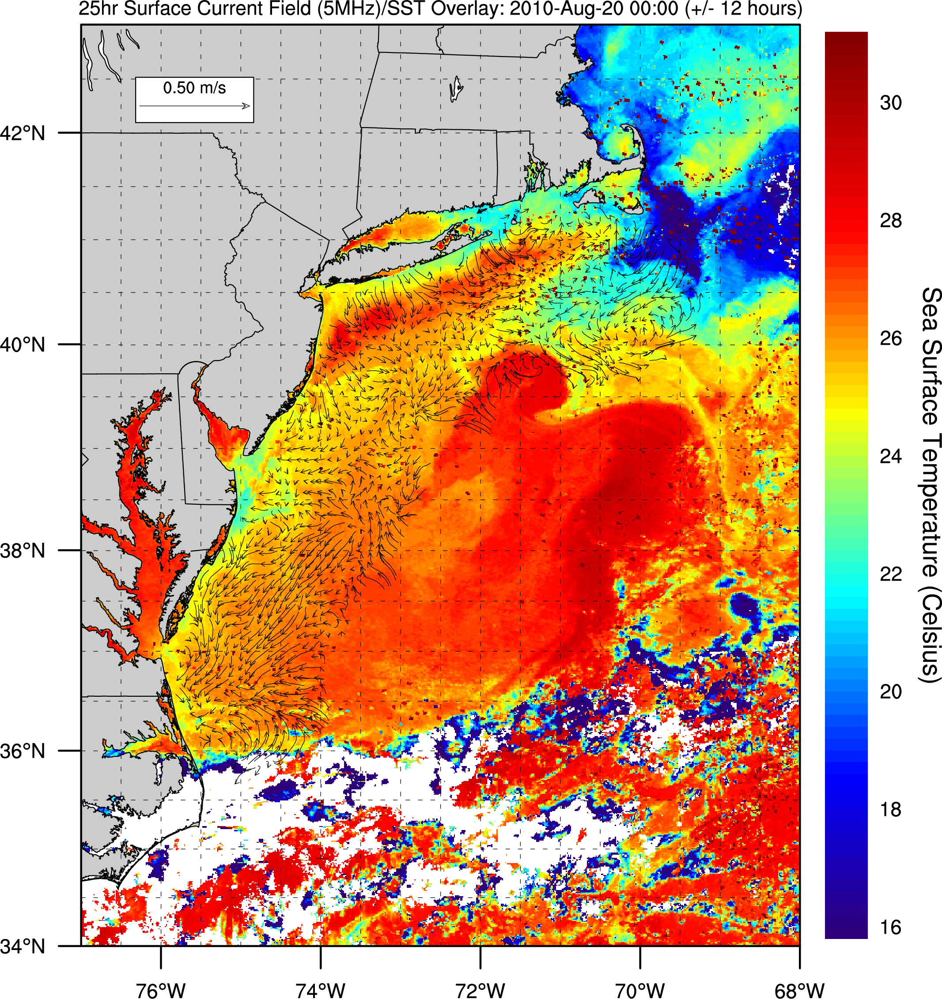 25hr Surface Current Field (5MHz)/SST Overlay: 2010-Aug-20 00:00 (+/- 12 hours)
0.50 m/s
42°N
40°N
38°N
36°N
34°N
76°W
74°W
72°W
70°W
68°W
30
28
26
24
22
20
18
16
Sea Surface Temperature (Celsius)